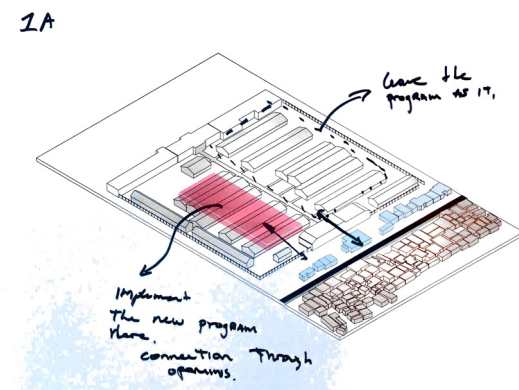 1A
leave the
program AS IT,
Implement
the new program
Here,
connection Through
openings.